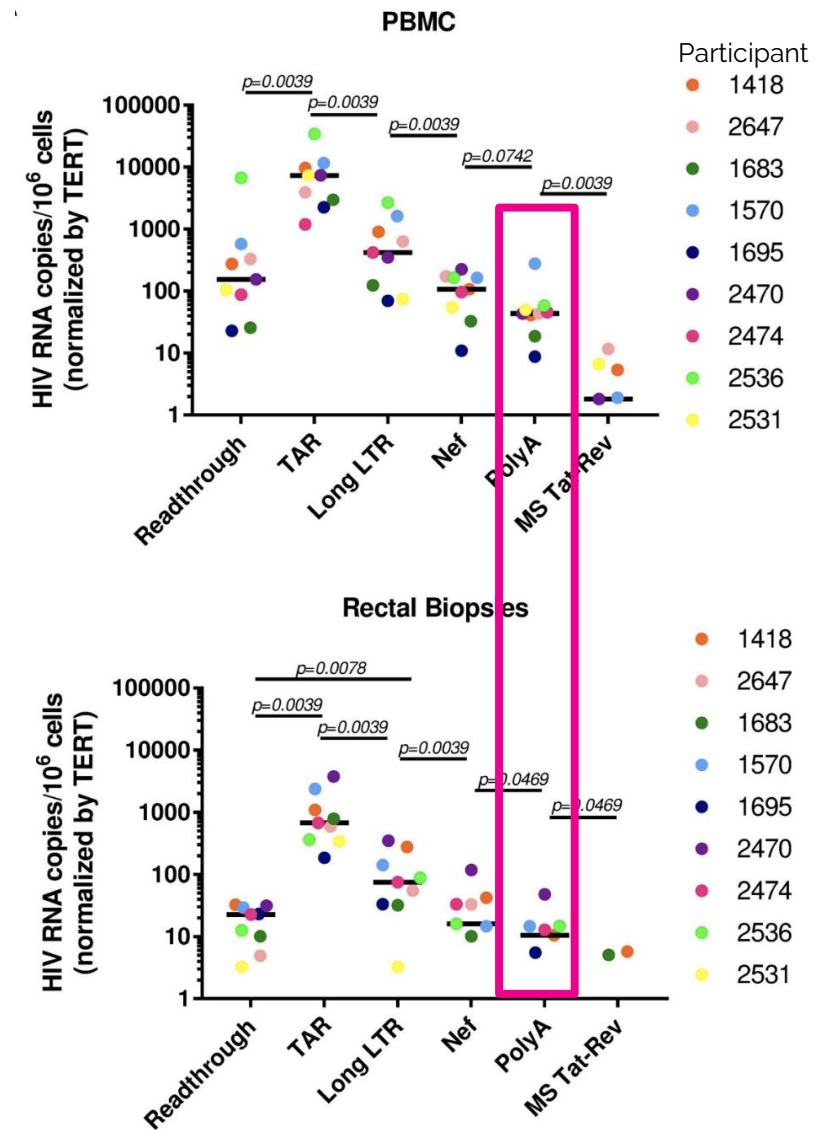 PBMC
HIV RNA copies/10⁶ cells
(normalized by TERT)
100000
10000
1000
100
10
1
p=0.0039
p=0.0039
p=0.0039
p=0.0742
p=0.0039
Readthrough
TAR
Long LTR
Nef
PolyA
MS Tat-Rev
Participant
1418
2647
1683
1570
1695
2470
2474
2536
2531
Rectal Biopsies
HIV RNA copies/10⁶ cells
(normalized by TERT)
100000
10000
1000
100
10
1
p=0.0078
p=0.0039
p=0.0039
p=0.0039
p=0.0469
p=0.0469
Readthrough
TAR
Long LTR
Nef
PolyA
MS Tat-Rev
1418
2647
1683
1570
1695
2470
2474
2536
2531